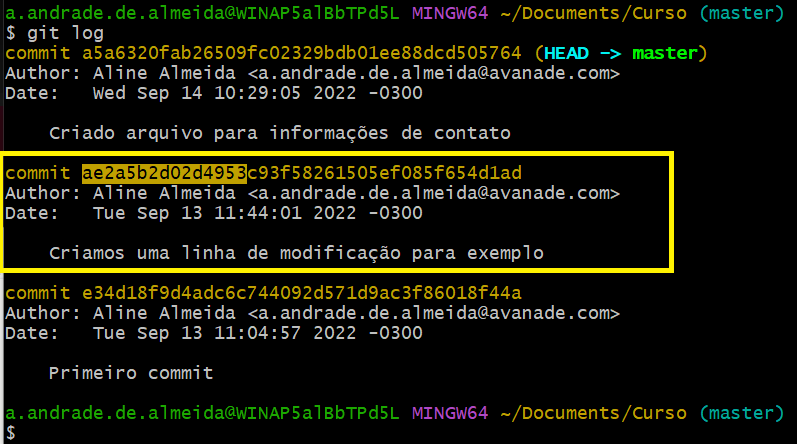 a.andrade.de.almeida@WINAP5alBbTPd5L MINGW64 ~/Documents/Curso (master)
$ git log
commit a5a6320fab26509fc02329bdb01ee88dcd505764 (HEAD -> master)
Author: Aline Almeida <a.andrade.de.almeida@avanade.com>
Date:   Wed Sep 14 10:29:05 2022 -0300
Criado arquivo para informações de contato
commit ae2a5b2d02d4953c93f58261505ef085f654d1ad
Author: Aline Almeida <a.andrade.de.almeida@avanade.com>
Date:   Tue Sep 13 11:44:01 2022 -0300
Criamos uma linha de modificação para exemplo
commit e34d18f9d4adc6c744092d571d9ac3f86018f44a
Author: Aline Almeida <a.andrade.de.almeida@avanade.com>
Date:   Tue Sep 13 11:04:57 2022 -0300
Primeiro commit
a.andrade.de.almeida@WINAP5alBbTPd5L MINGW64 ~/Documents/Curso (master)
$